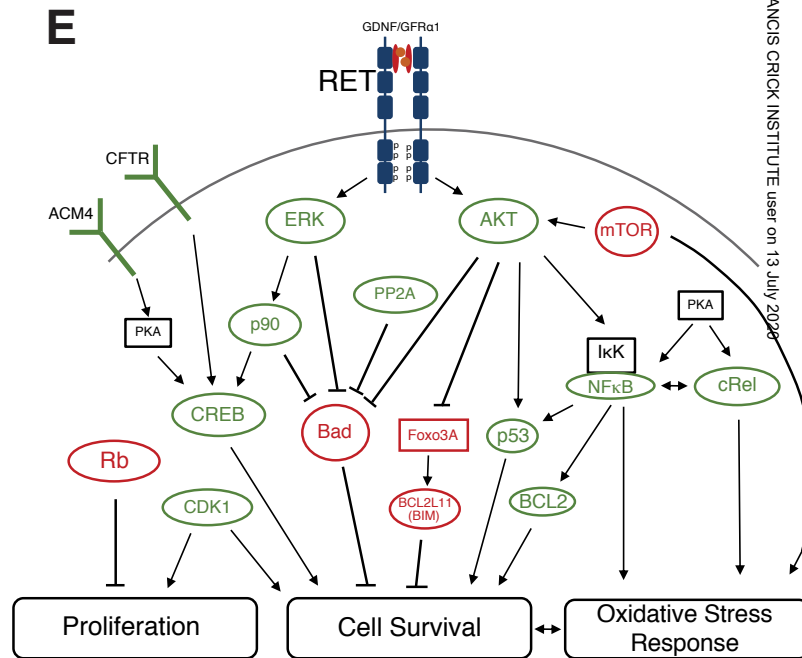 E
GDNF/GFRα1
RET
p p
p p
p p
p p
CFTR
ACM4
ERK
AKT
mTOR
PP2A
p90
PKA
PKA
IκK
NFκB
cRel
CREB
Bad
Foxo3A
p53
Rb
CDK1
BCL2L11
(BIM)
BCL2
Proliferation
Cell Survival
Oxidative Stress
Response
ANCIS CRICK INSTITUTE user on 13 July 2020